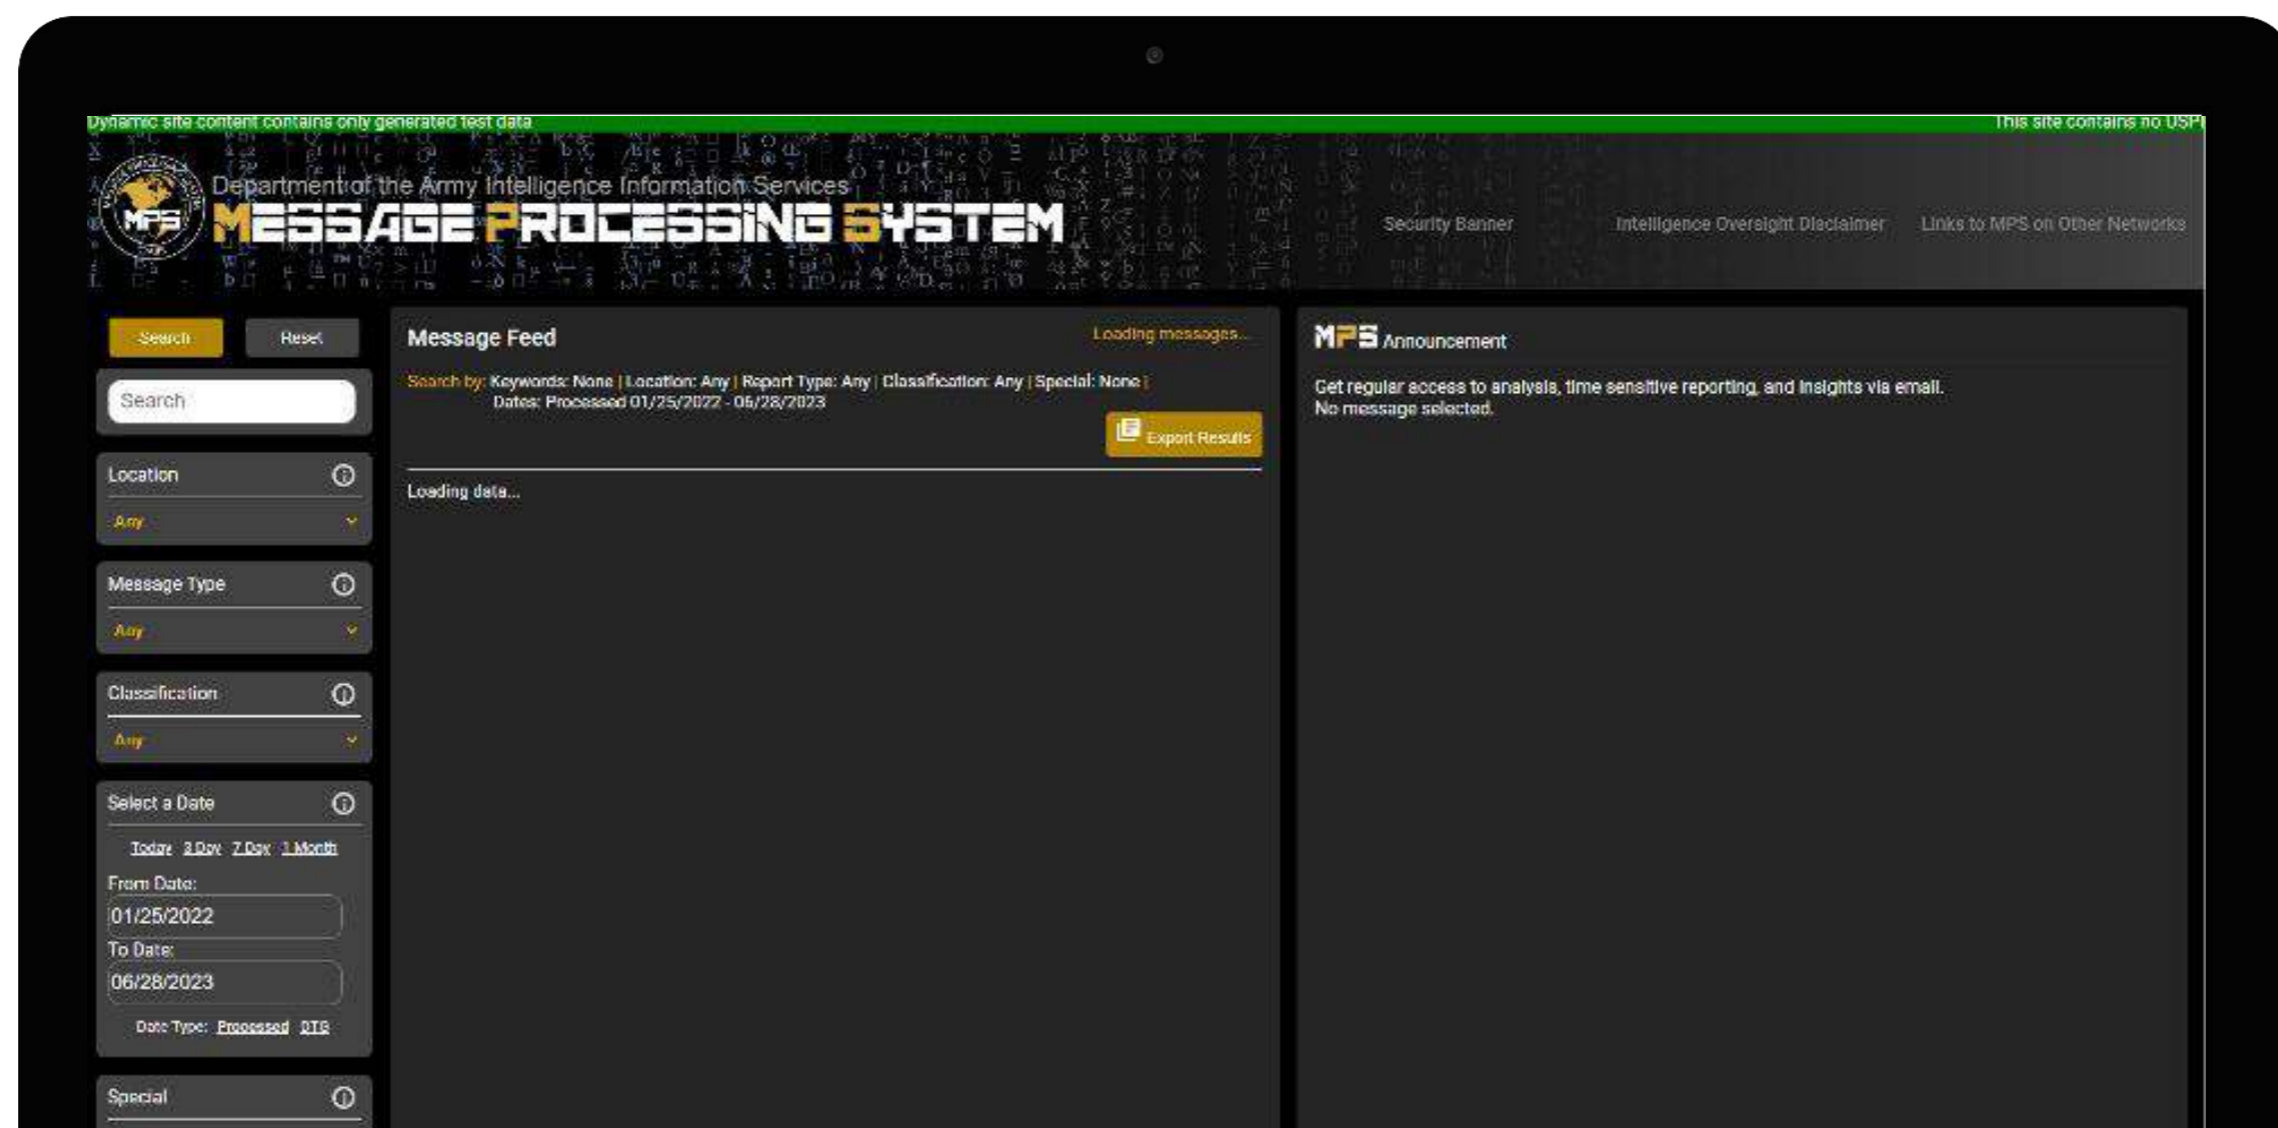 Dynamic site content contains only generated test data
This site contains no USP
Department of the Army Intelligence Information Services
MPS
MESSAGE PROCESSING SYSTEM
Security Banner
Intelligence Oversight Disclaimer
Links to MPS on Other Networks
Search
Reset
Search
Location
Any
Message Type
Any
Classification
Any
Select a Date
Today 3 Day 7 Day 1 Month
From Date:
01/25/2022
To Date:
06/28/2023
Date Type: Processed DTG
Special
Message Feed
Loading messages...
Search by: Keywords: None | Location: Any | Report Type: Any | Classification: Any | Special: None |
Dates: Processed 01/25/2022 - 06/28/2023
Export Results
Loading data...
MPS Announcement
Get regular access to analysis, time sensitive reporting, and insights via email.
No message selected.